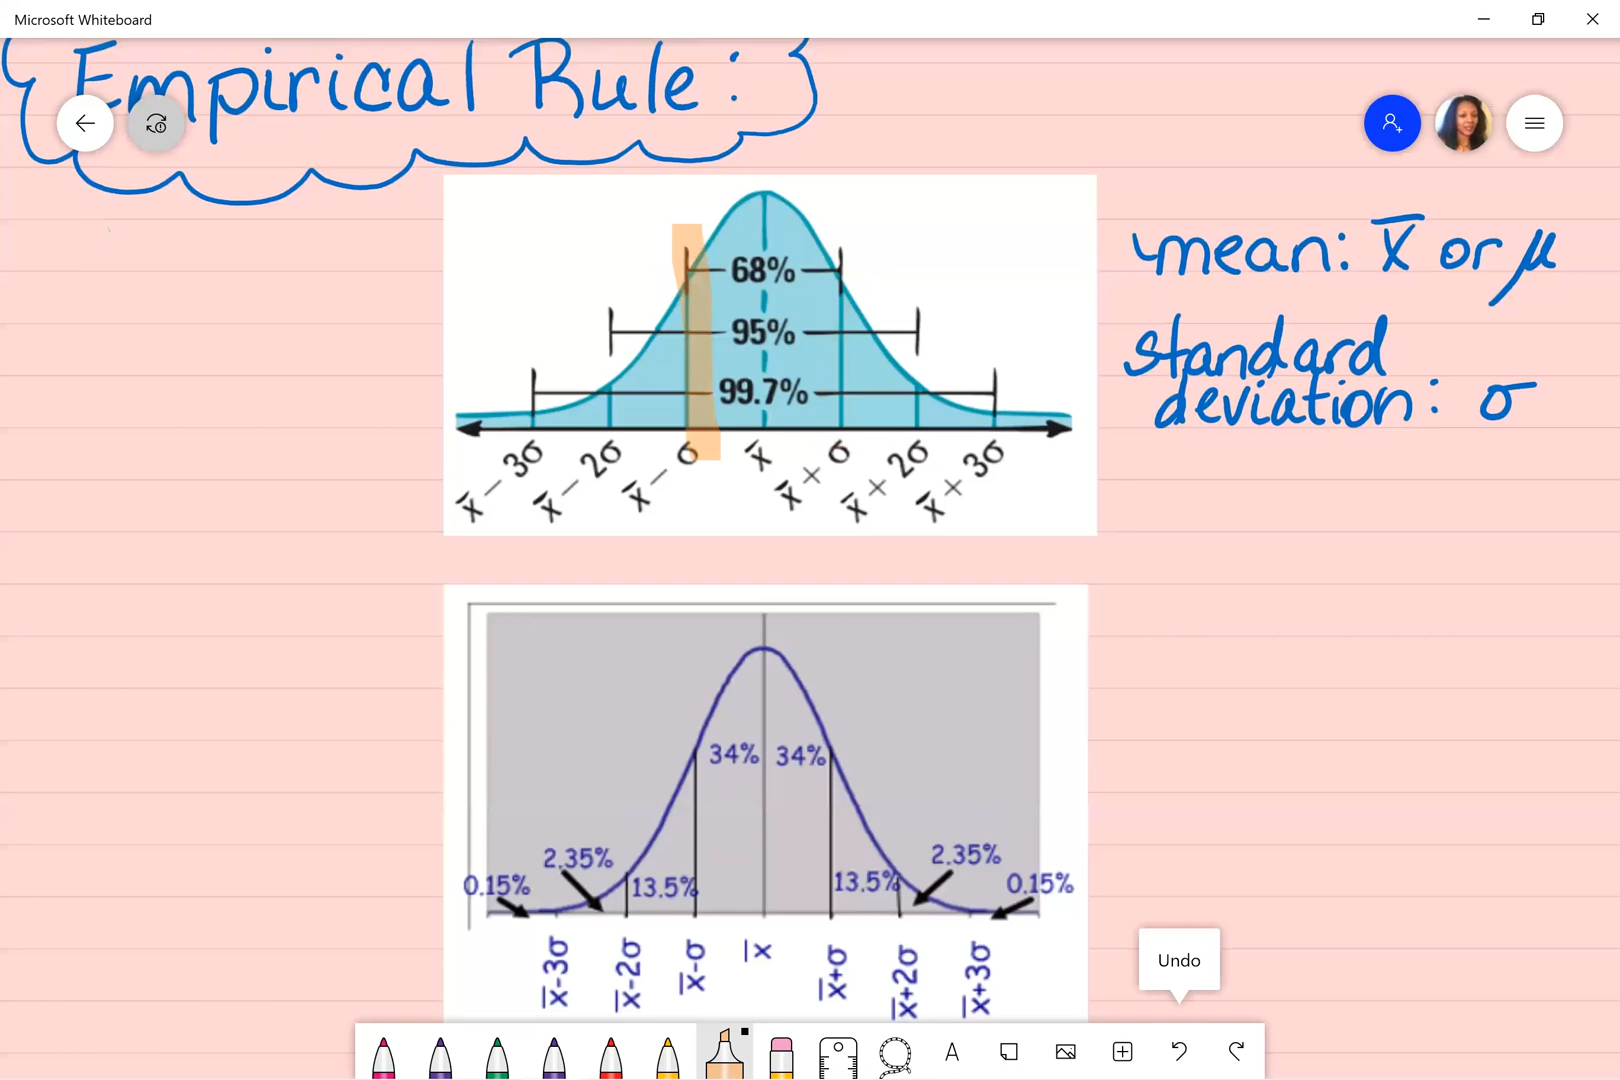 Microsoft Whiteboard
Empirical Rule:
68%
95%
99.7%
x̄ − 3σ
x̄ − 2σ
x̄ − σ
x̄
x̄ + σ
x̄ + 2σ
x̄ + 3σ
mean: x̄ or μ
standard
deviation: σ
34% 34%
2.35% 2.35%
0.15% 13.5% 13.5% 0.15%
x̄-3σ
x̄-2σ
x̄-σ
x̄
x̄+σ
x̄+2σ
x̄+3σ
Undo
A